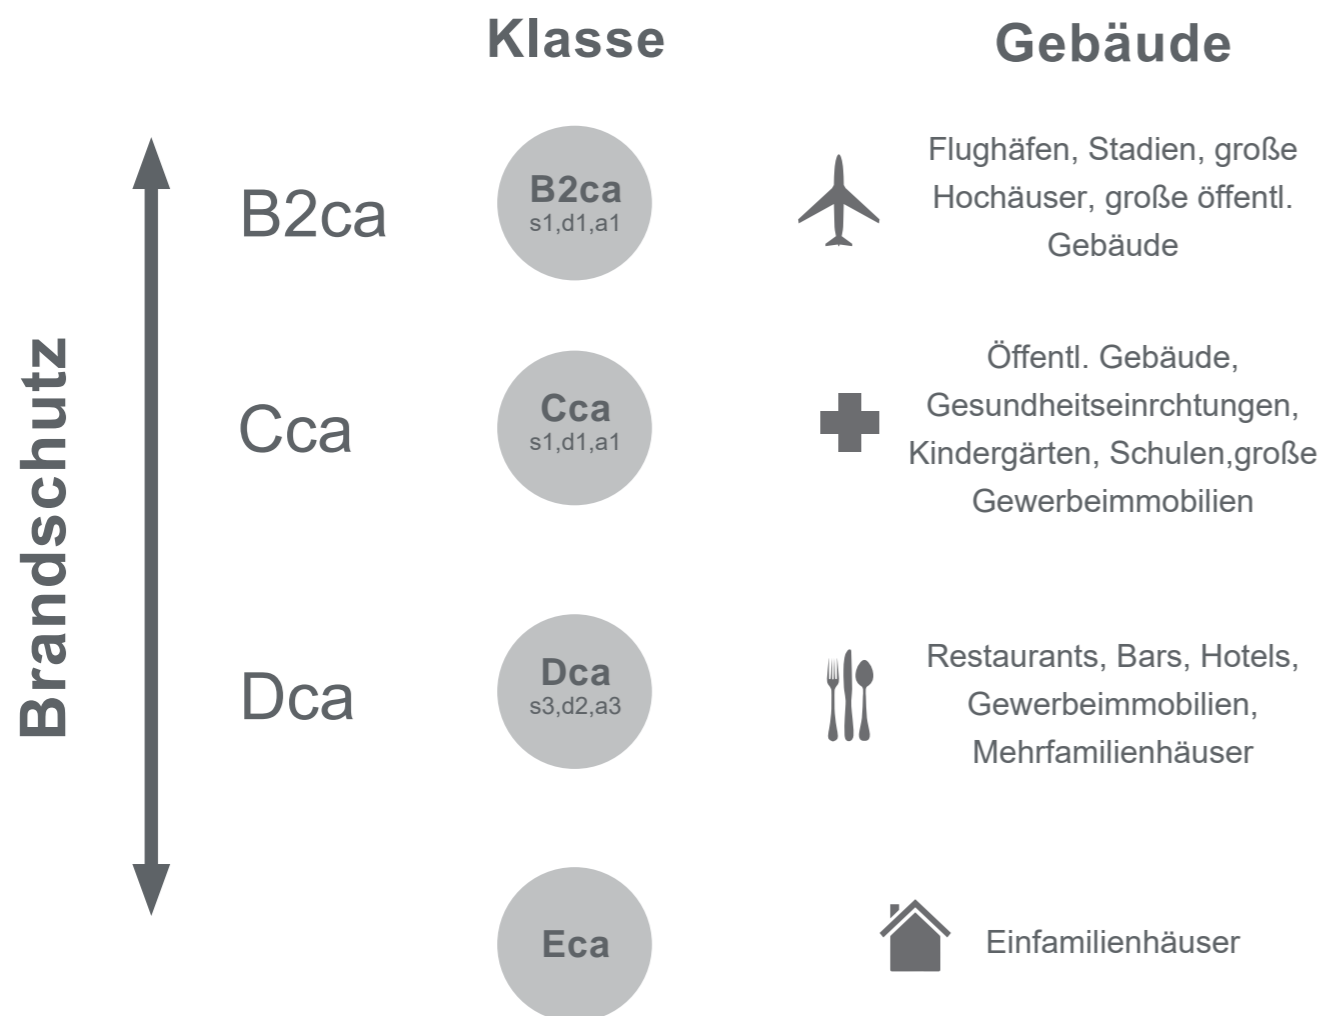 Klasse
Gebäude
Brandschutz
B2ca
B2ca
s1,d1,a1
Flughäfen, Stadien, große
Hochäuser, große öffentl.
Gebäude
Cca
Cca
s1,d1,a1
Öffentl. Gebäude,
Gesundheitseinrchtungen,
Kindergärten, Schulen,große
Gewerbeimmobilien
Dca
Dca
s3,d2,a3
Restaurants, Bars, Hotels,
Gewerbeimmobilien,
Mehrfamilienhäuser
Eca
Einfamilienhäuser